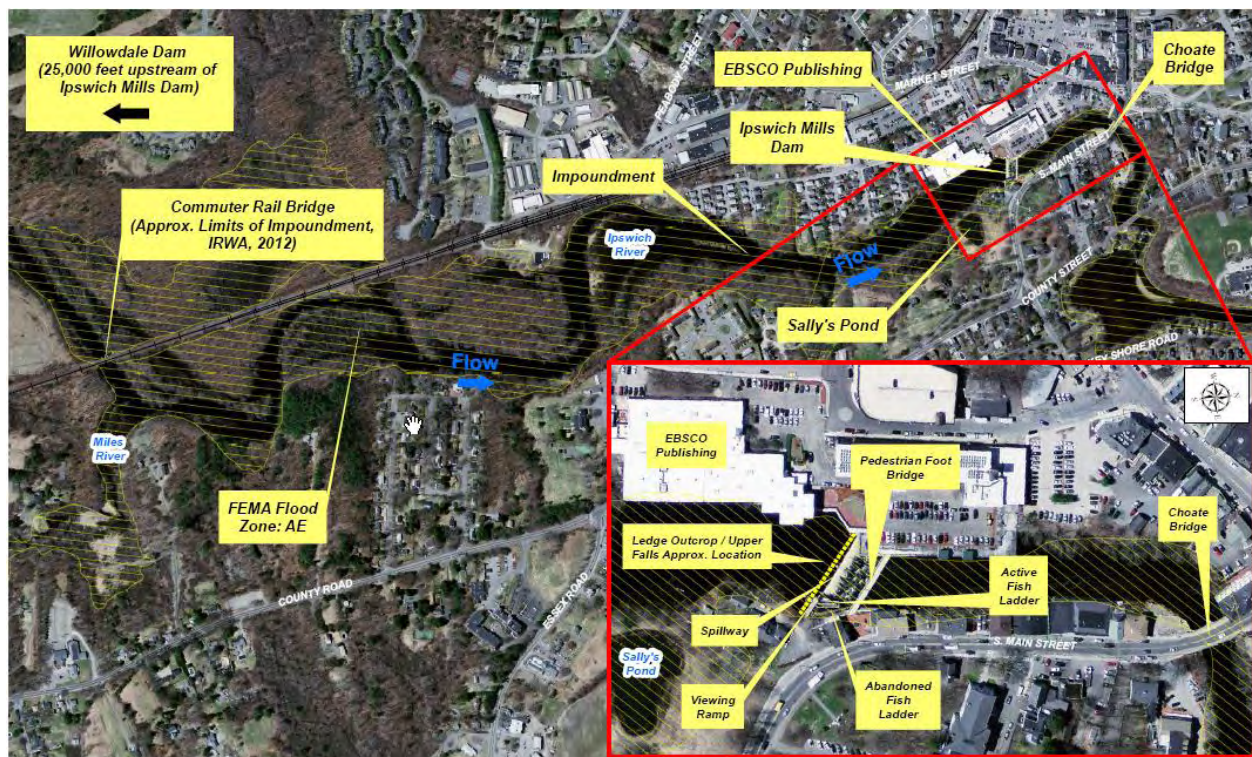 Willowdale Dam
(25,000 feet upstream of
Ipswich Mills Dam)
EBSCO Publishing
MARKET STREET
Choate
Bridge
Ipswich Mills
Dam
S. MAIN STREET
Impoundment
Commuter Rail Bridge
(Approx. Limits of Impoundment,
IRWA, 2012)
Ipswich
River
Flow
COUNTY STREET
Sally's Pond
Flow
SHORE ROAD
Miles
River
FEMA Flood
Zone: AE
COUNTY ROAD
ESSEX ROAD
EBSCO
Publishing
Pedestrian Foot
Bridge
Choate
Bridge
Ledge Outcrop / Upper
Falls Approx. Location
Active
Fish
Ladder
Spillway
S. MAIN STREET
Sally's
Pond
Viewing
Ramp
Abandoned
Fish
Ladder